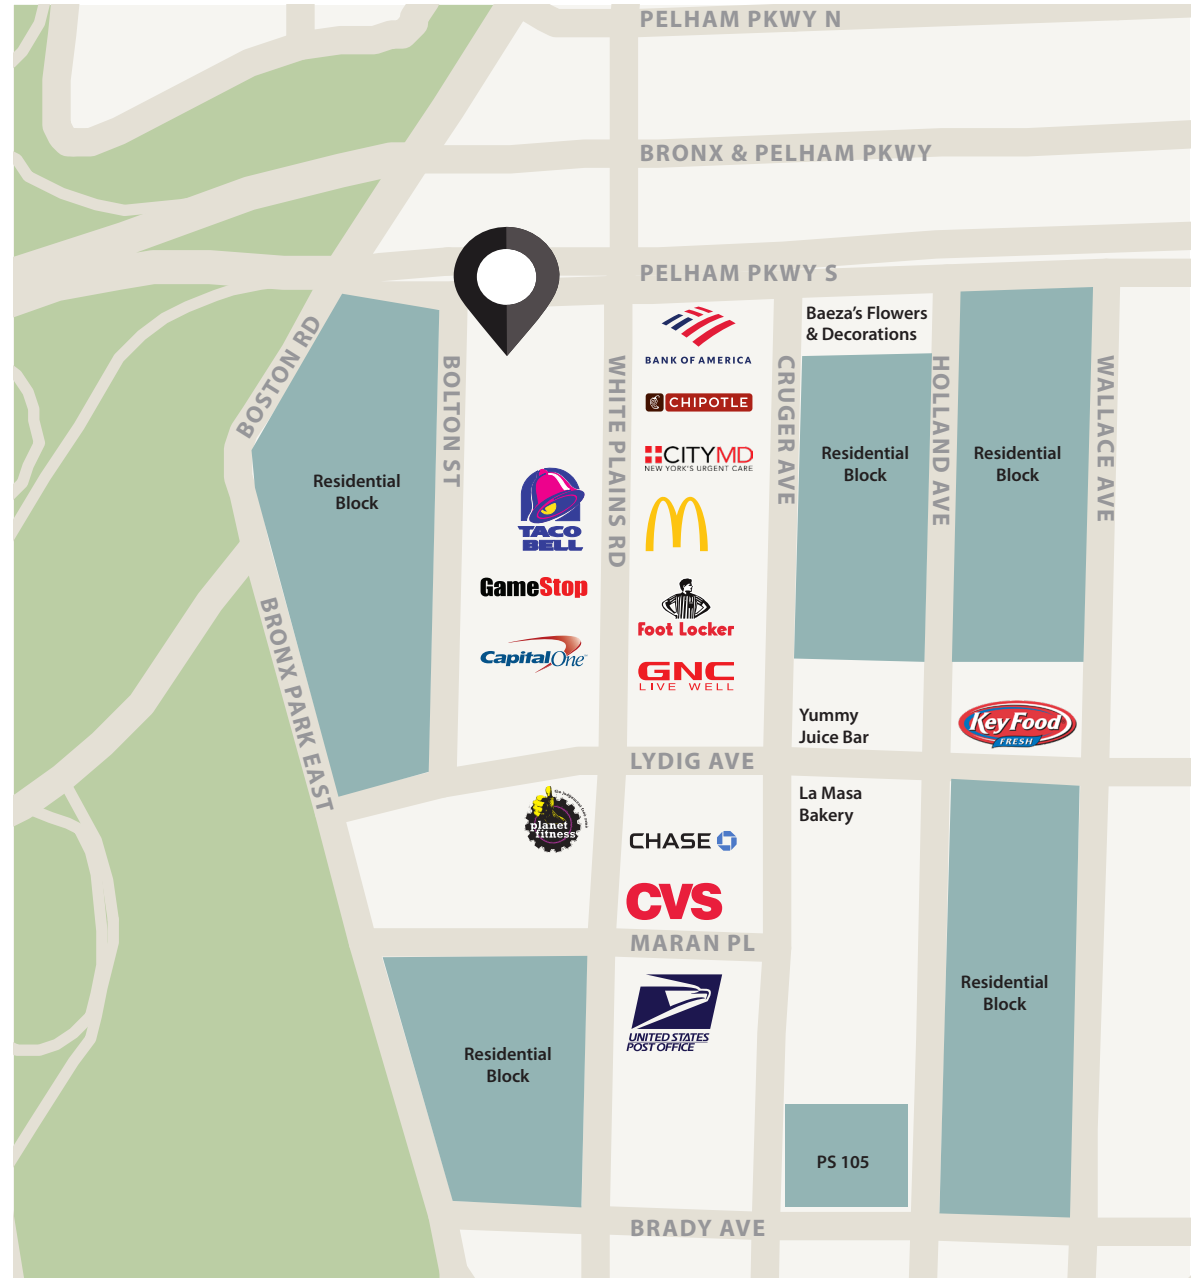 PELHAM PKWY N
BRONX & PELHAM PKWY
PELHAM PKWY S
BOSTON RD
BOLTON ST
WHITE PLAINS RD
CRUGER AVE
HOLLAND AVE
WALLACE AVE
BRONX PARK EAST
BANK OF AMERICA
Baeza's Flowers
& Decorations
CHIPOTLE
CITYMD
NEW YORK'S URGENT CARE
Residential
Block
Residential
Block
Residential
Block
TACO
BELL
GameStop
Foot Locker
CapitalOne
GNC
LIVE WELL
Yummy
Juice Bar
KeyFood
FRESH
LYDIG AVE
La Masa
Bakery
planet
fitness
CHASE
CVS
MARAN PL
Residential
Block
UNITED STATES
POST OFFICE
Residential
Block
PS 105
BRADY AVE